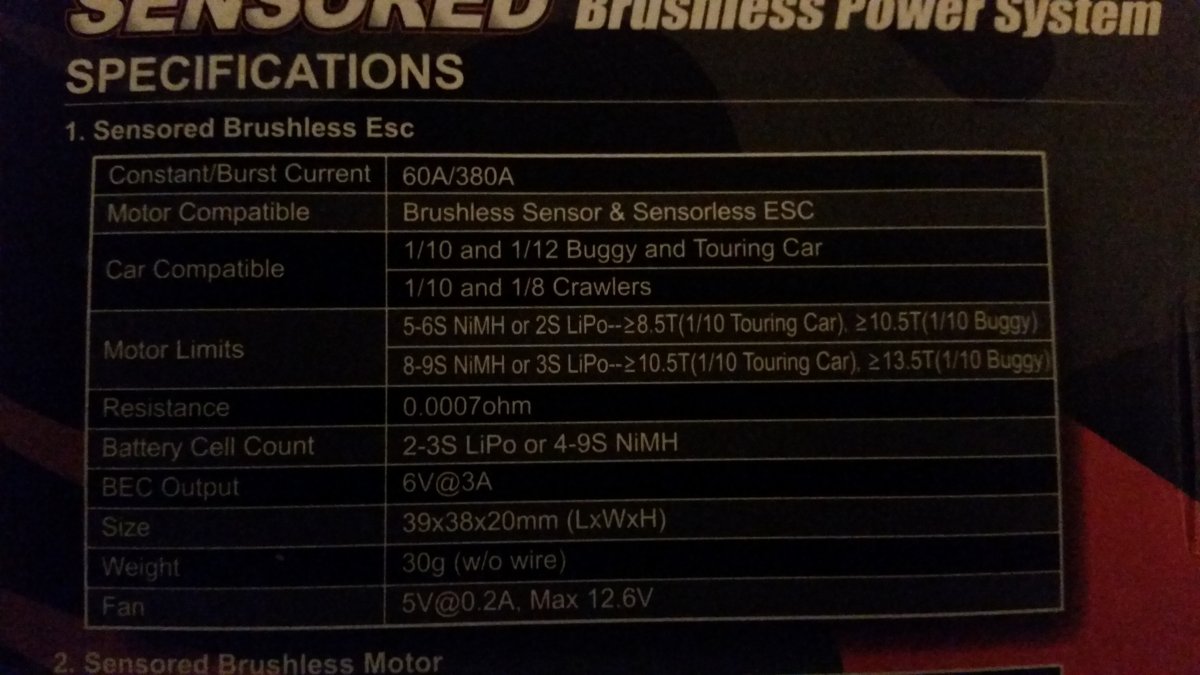 SENSORED Brushless Power System
SPECIFICATIONS
1. Sensored Brushless Esc
Constant/Burst Current 60A/380A
Motor Compatible Brushless Sensor & Sensorless ESC
Car Compatible 1/10 and 1/12 Buggy and Touring Car
1/10 and 1/8 Crawlers
Motor Limits 5-6S NiMH or 2S LiPo--≥8.5T(1/10 Touring Car), ≥10.5T(1/10 Buggy)
8-9S NiMH or 3S LiPo--≥10.5T(1/10 Touring Car), ≥13.5T(1/10 Buggy)
Resistance 0.0007ohm
Battery Cell Count 2-3S LiPo or 4-9S NiMH
BEC Output 6V@3A
Size 39x38x20mm (LxWxH)
Weight 30g (w/o wire)
Fan 5V@0.2A, Max 12.6V
2. Sensored Brushless Motor